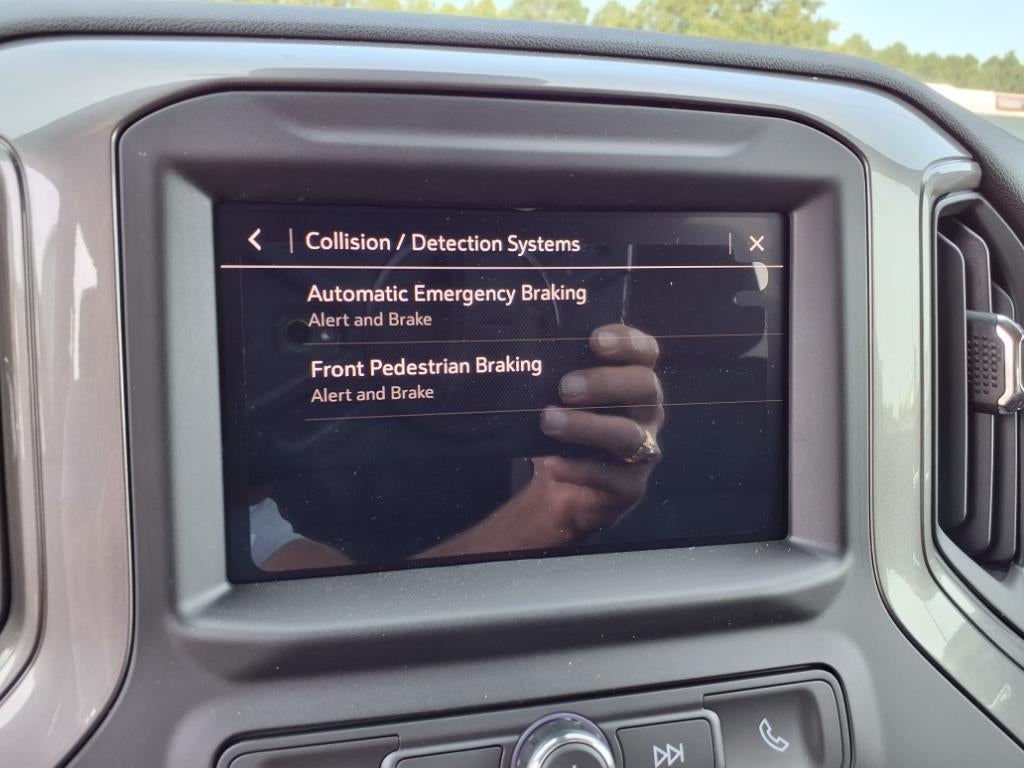 Collision / Detection Systems
Automatic Emergency Braking
Alert and Brake
Front Pedestrian Braking
Alert and Brake